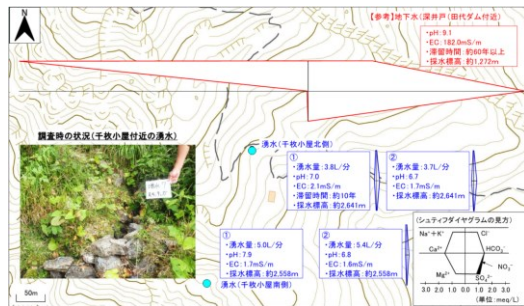 N
【参考】地下水(深井戸(田代ダム付近)
・pH: 9.1
・EC: 182.0mS/m
・滞留時間: 約60年以上
・採水標高: 約1,272m
調査時の状況(千枚小屋付近の湧水)
湧水(千枚小屋北側)
①
・湧水量: 3.8L/分
・pH: 7.0
・EC: 2.1mS/m
・滞留時間: 約10年
・採水標高: 約2,641m
②
・湧水量: 3.7L/分
・pH: 6.7
・EC: 1.7mS/m
・採水標高: 約2,641m
①
・湧水量: 5.0L/分
・pH: 7.9
・EC: 1.7mS/m
・採水標高: 約2,558m
②
・湧水量: 5.4L/分
・pH: 6.8
・EC: 1.6mS/m
・採水標高: 約2,558m
湧水(千枚小屋南側)
50m
(シュティフダイヤグラムの見方)
Na⁺+K⁺
Cl⁻
Ca²⁺
HCO₃⁻
NO₃⁻
Mg²⁺
SO₄²⁻
3.0 2.0 1.0 0.0 1.0 2.0 3.0
(単位: meq/L)